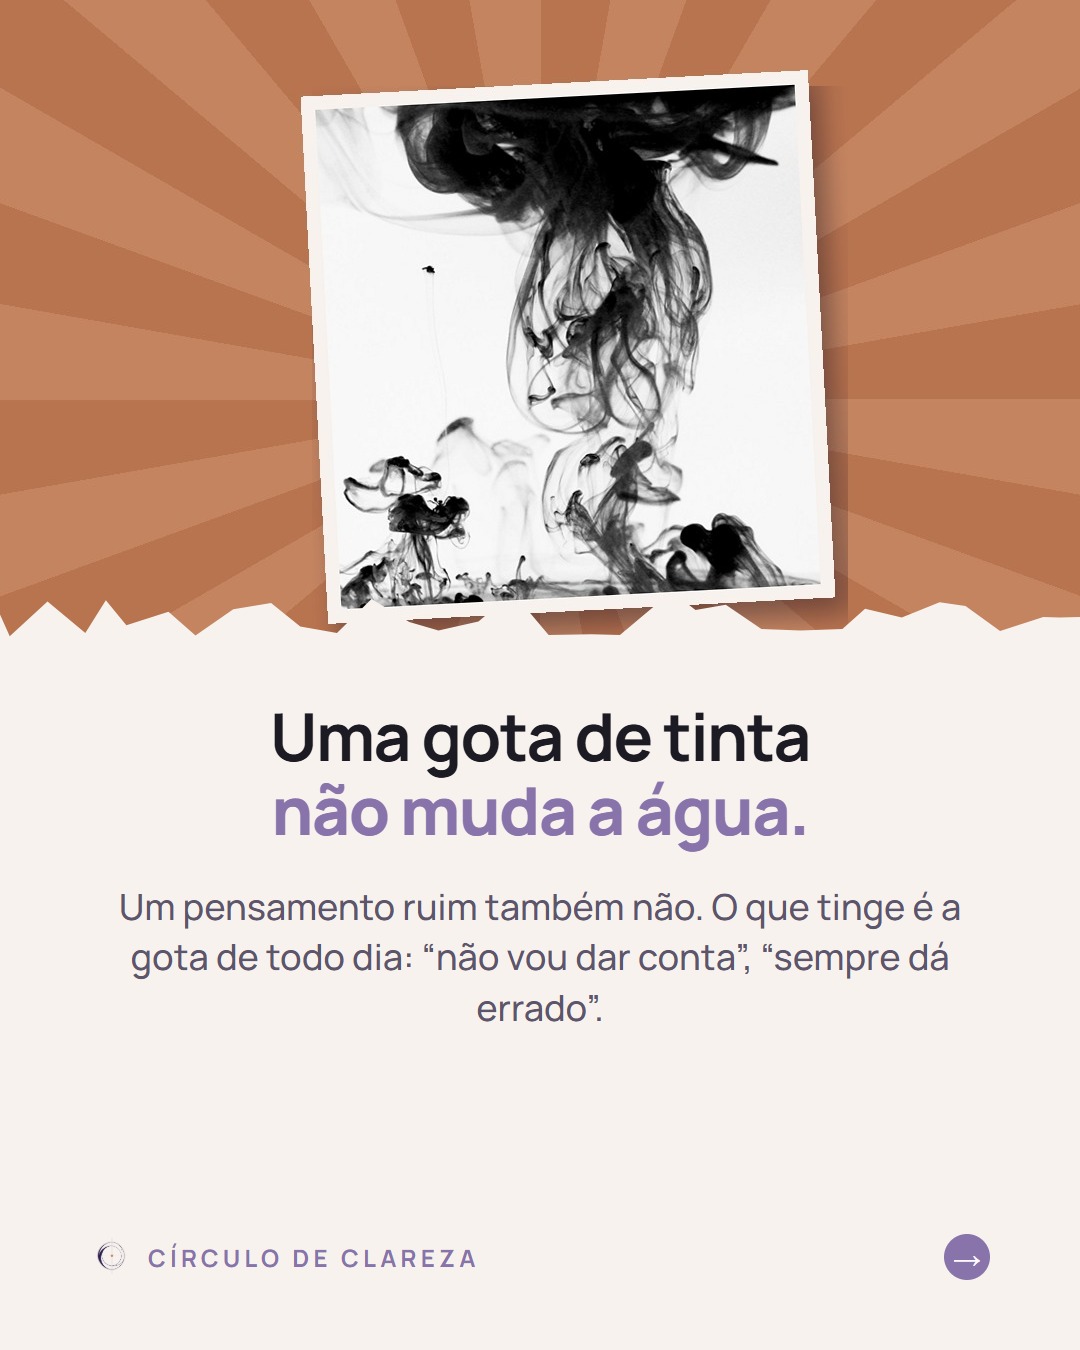 Uma gota de tinta
não muda a água.
Um pensamento ruim também não. O que tinge é a
gota de todo dia: “não vou dar conta”, “sempre dá
errado”.
CÍRCULO DE CLAREZA
→